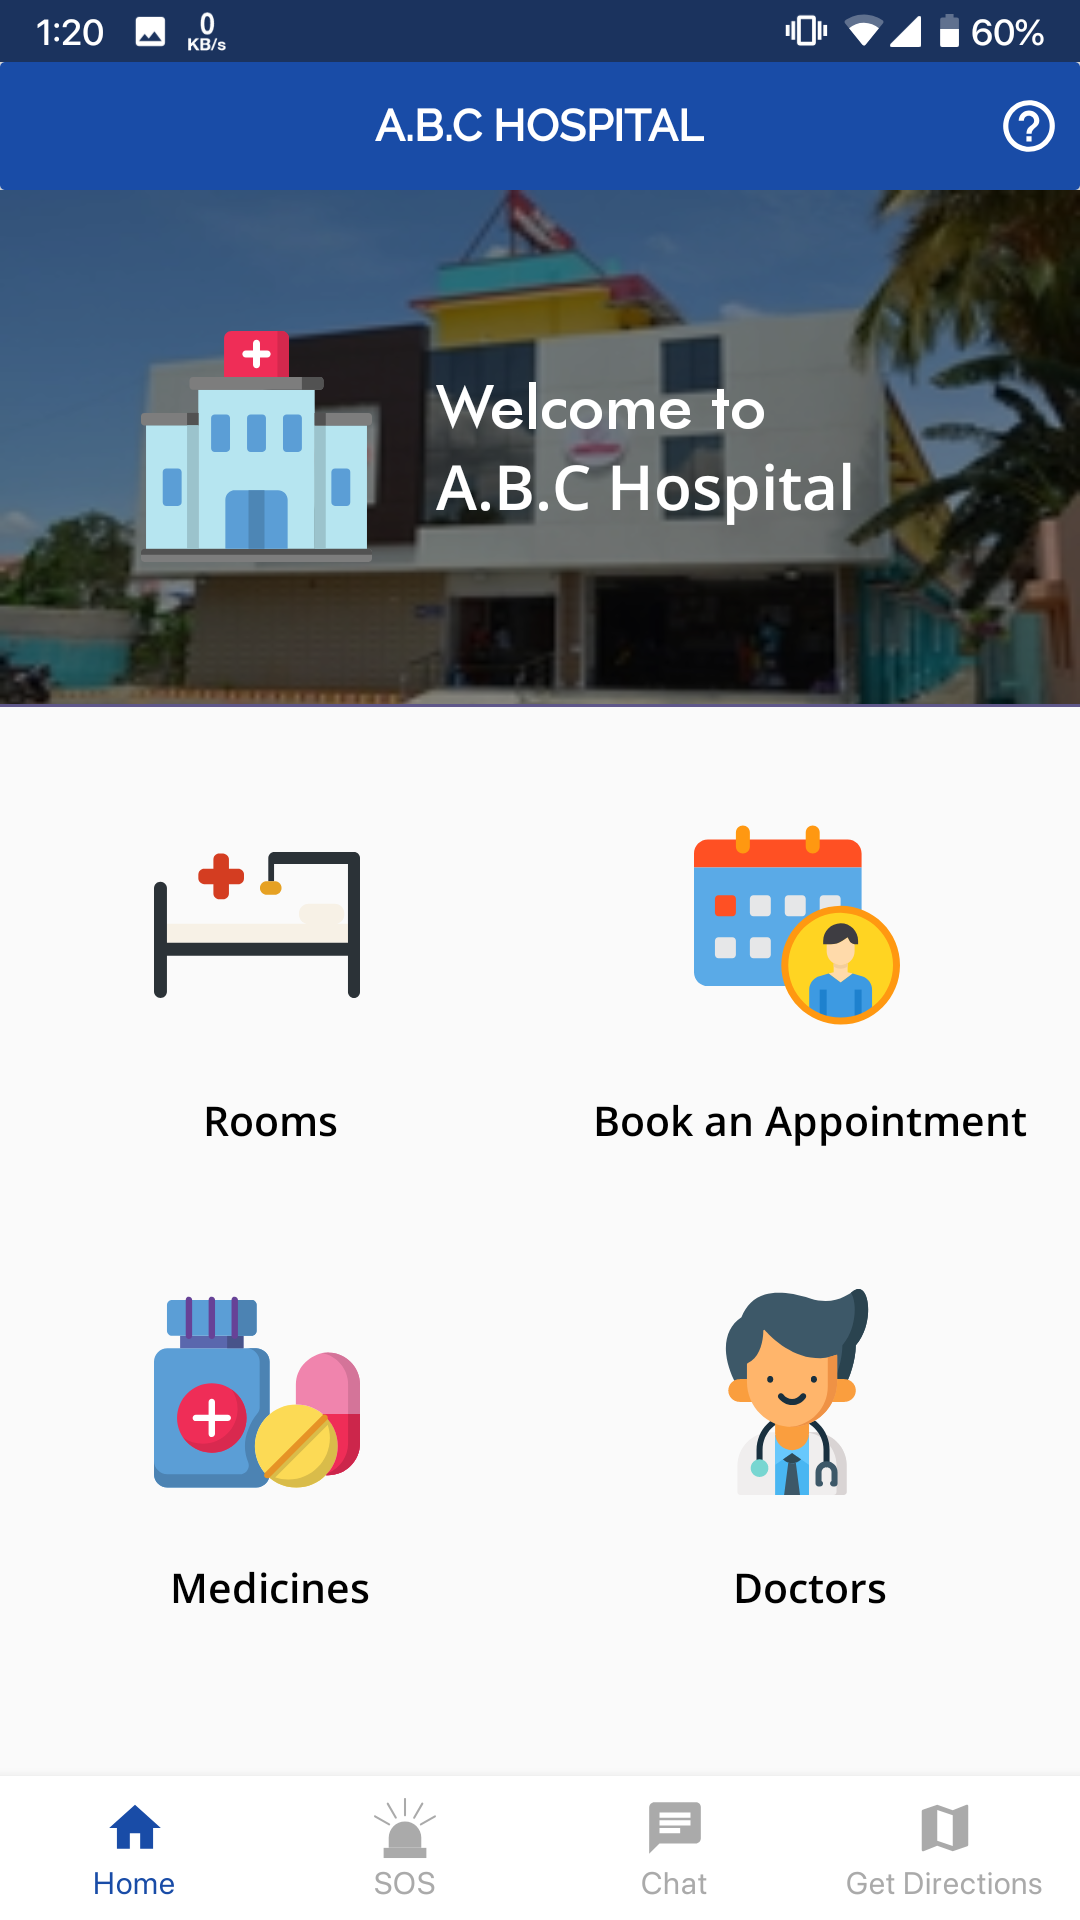 1:20 0 KB/s 60%
A.B.C HOSPITAL
Welcome to
A.B.C Hospital
Rooms Book an Appointment
Medicines Doctors
Home SOS Chat Get Directions